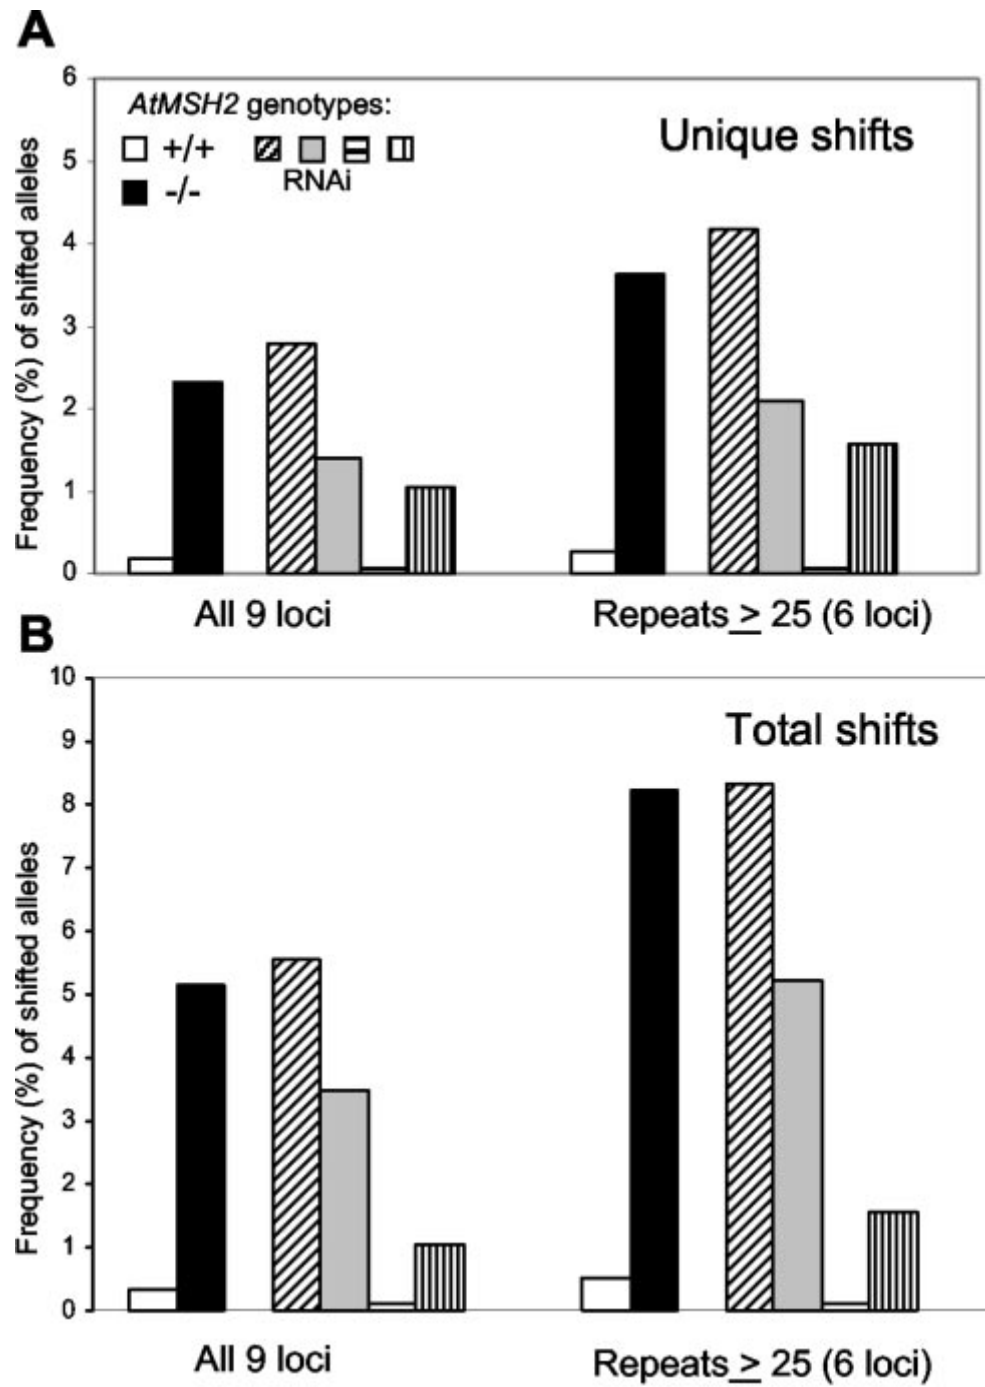 A
6
AtMSH2 genotypes:
+/+
RNAi
-/-
Unique shifts
5
4
3
2
1
0
Frequency (%) of shifted alleles
All 9 loci
Repeats ≥ 25 (6 loci)
B
10
Total shifts
9
8
7
6
5
4
3
2
1
0
Frequency (%) of shifted alleles
All 9 loci
Repeats ≥ 25 (6 loci)